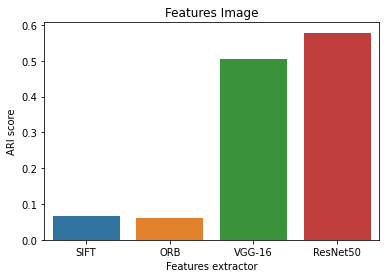 Features Image
ARI score
0.6
0.5
0.4
0.3
0.2
0.1
0.0
SIFT ORB VGG-16 ResNet50
Features extractor